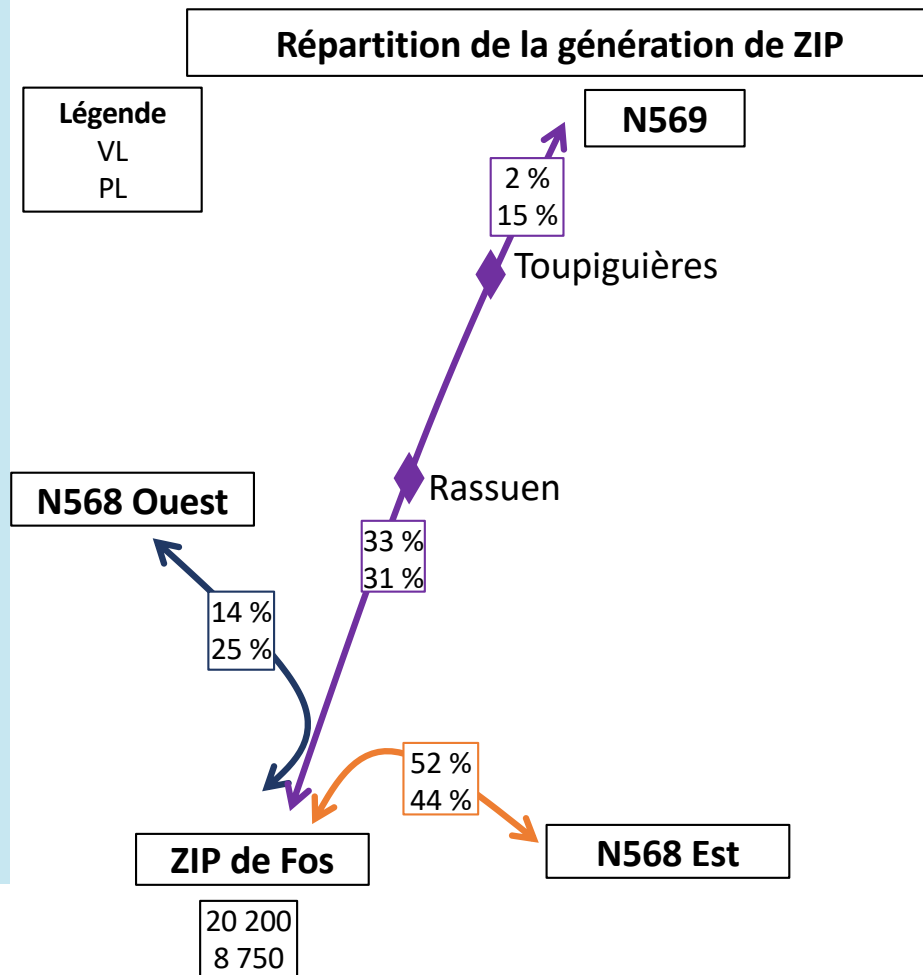 Répartition de la génération de ZIP
Légende
VL
PL
N569
2 %
15 %
Toupiguières
Rassuen
N568 Ouest
33 %
31 %
14 %
25 %
52 %
44 %
N568 Est
ZIP de Fos
20 200
8 750